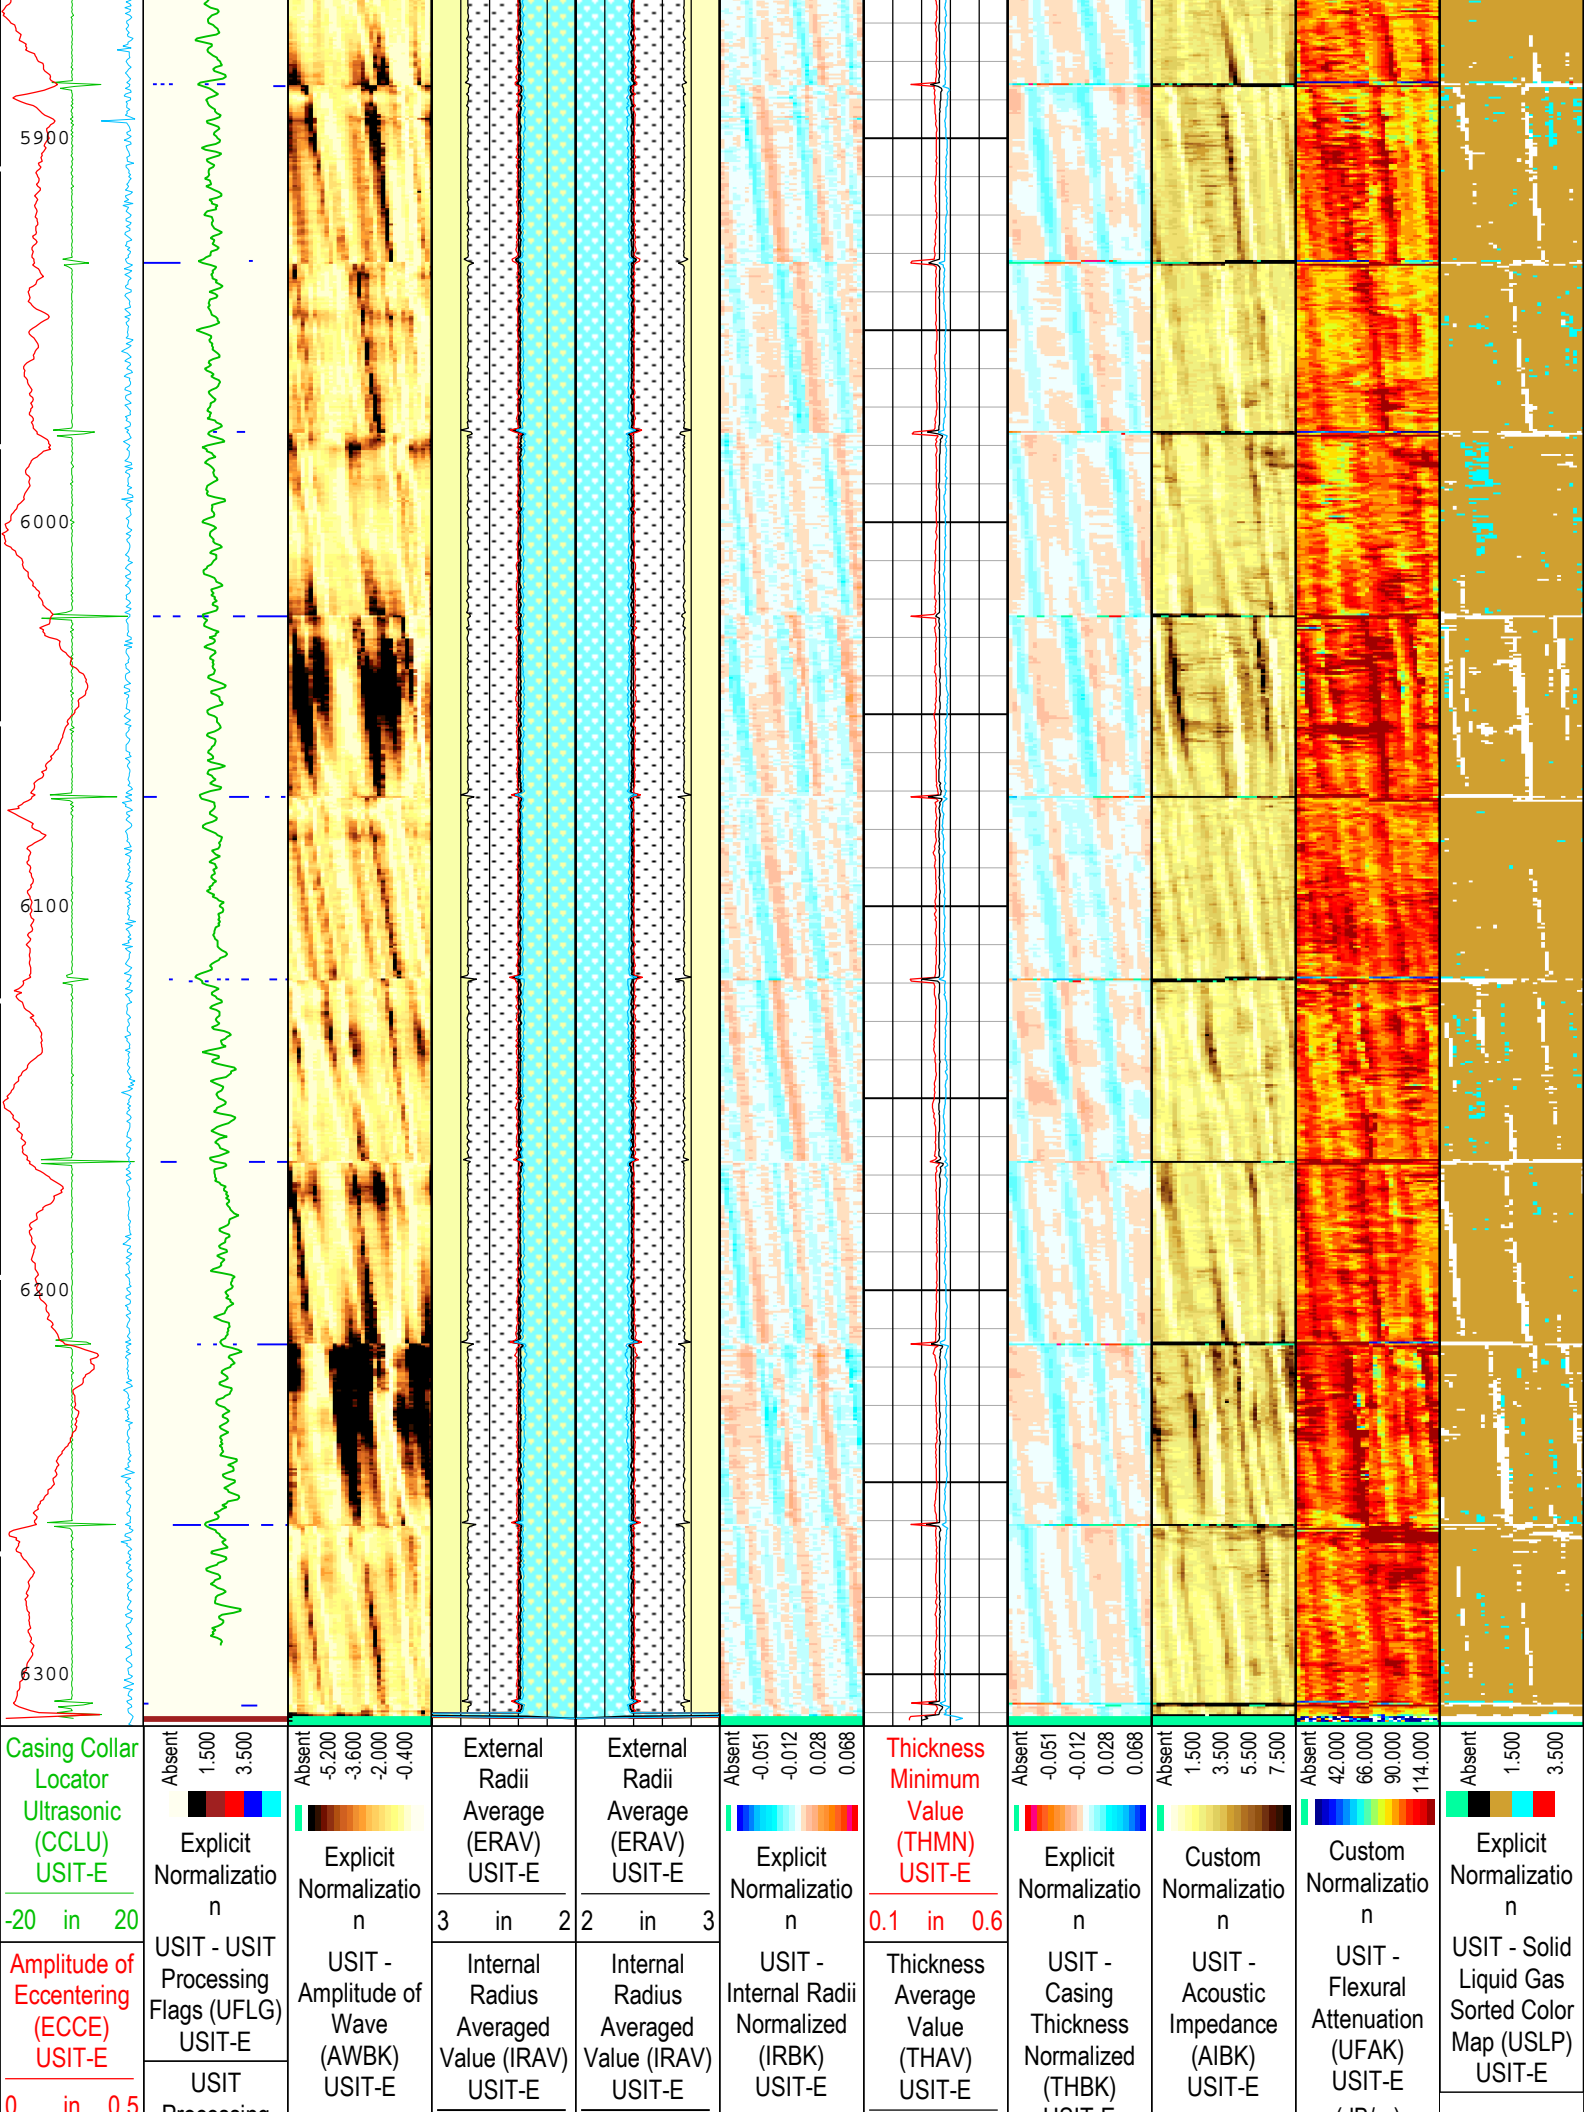 5900
6000
6100
6200
6300
Casing Collar
Locator
Ultrasonic
(CCLU)
USIT-E
-20 in 20
Amplitude of
Eccentering
(ECCE)
USIT-E
0 in 0.5
Absent
1.500
3.500
Explicit
Normalizatio
n
USIT - USIT
Processing
Flags (UFLG)
USIT-E
USIT
Processing
Absent
-5.200
-3.600
-2.000
-0.400
Explicit
Normalizatio
n
USIT -
Amplitude of
Wave
(AWBK)
USIT-E
External
Radii
Average
(ERAV)
USIT-E
3 in 2
Internal
Radius
Averaged
Value (IRAV)
USIT-E
External
Radii
Average
(ERAV)
USIT-E
2 in 3
Internal
Radius
Averaged
Value (IRAV)
USIT-E
Absent
-0.051
-0.012
0.028
0.068
Explicit
Normalizatio
n
USIT -
Internal Radii
Normalized
(IRBK)
USIT-E
Thickness
Minimum
Value
(THMN)
USIT-E
0.1 in 0.6
Thickness
Average
Value
(THAV)
USIT-E
Absent
-0.051
-0.012
0.028
0.068
Explicit
Normalizatio
n
USIT -
Casing
Thickness
Normalized
(THBK)
USIT-E
Absent
1.500
3.500
5.500
7.500
Custom
Normalizatio
n
USIT -
Acoustic
Impedance
(AIBK)
USIT-E
Absent
42.000
66.000
90.000
114.000
Custom
Normalizatio
n
USIT -
Flexural
Attenuation
(UFAK)
USIT-E
Absent
1.500
3.500
Explicit
Normalizatio
n
USIT - Solid
Liquid Gas
Sorted Color
Map (USLP)
USIT-E